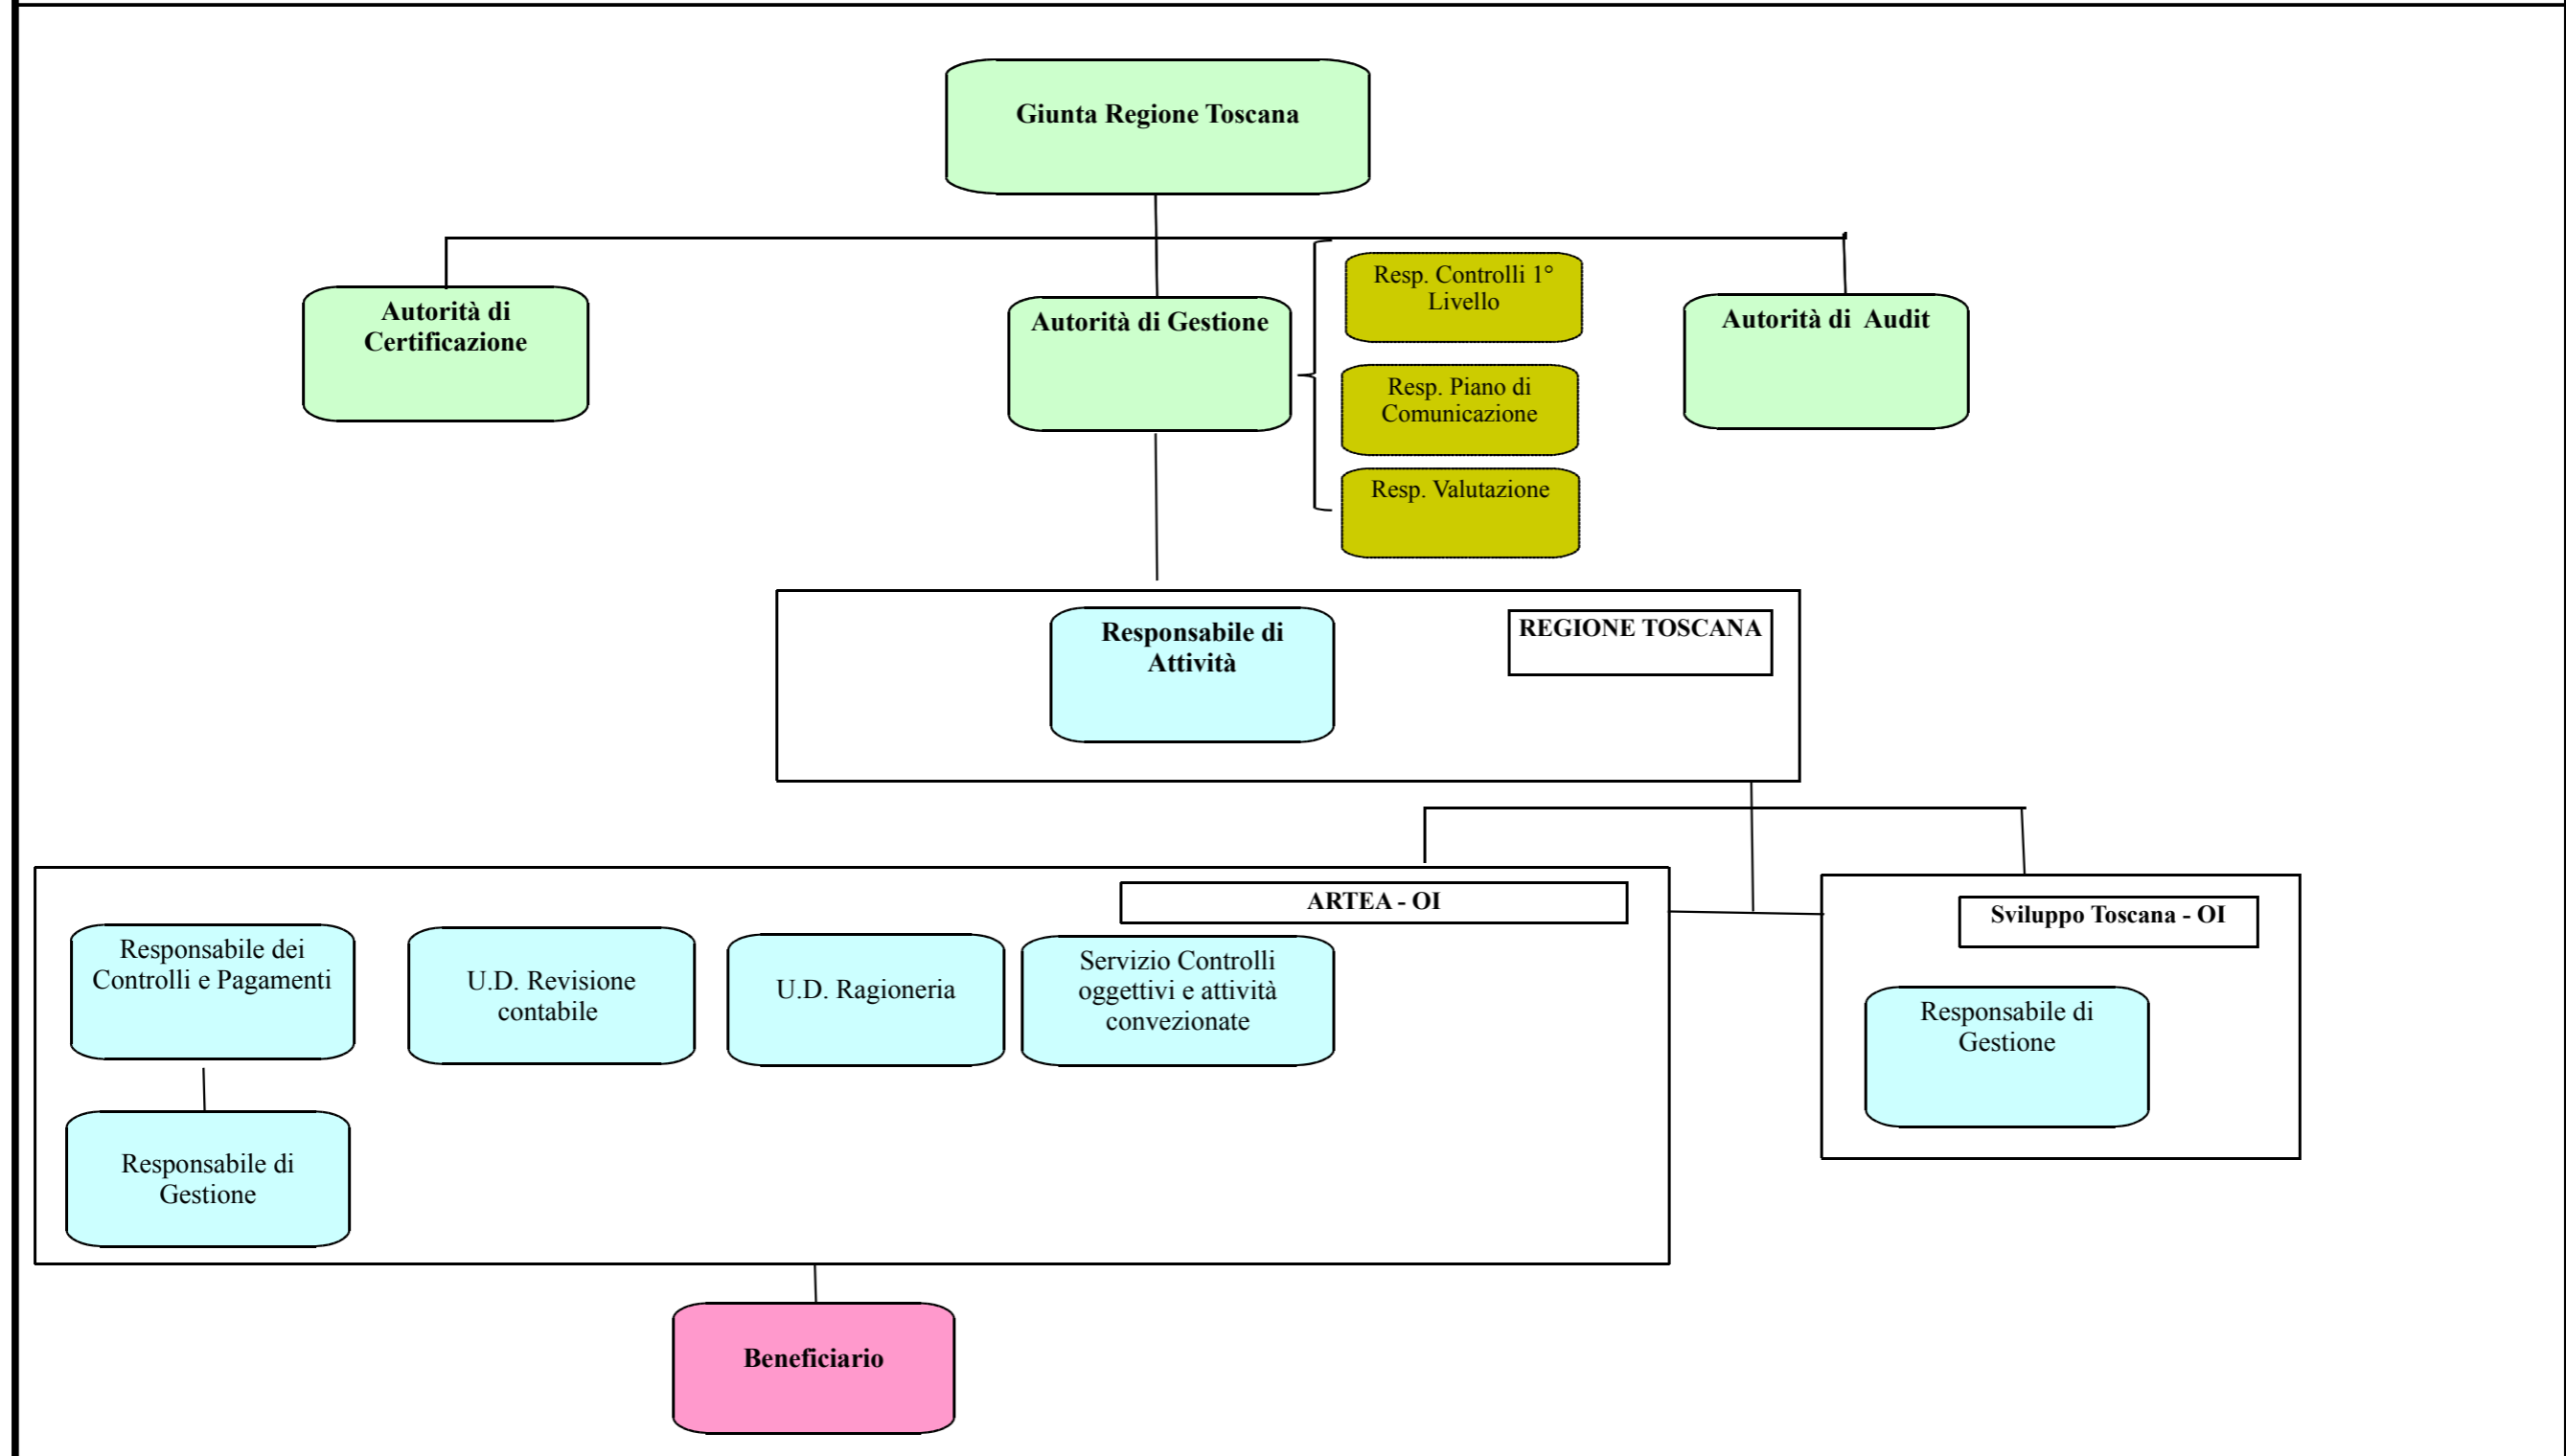 Giunta Regione Toscana
Autorità di
Certificazione
Autorità di Gestione
Resp. Controlli 1°
Livello
Resp. Piano di
Comunicazione
Resp. Valutazione
Autorità di  Audit
Responsabile di
Attività
REGIONE TOSCANA
ARTEA - OI
Responsabile dei
Controlli e Pagamenti
U.D. Revisione
contabile
U.D. Ragioneria
Servizio Controlli
oggettivi e attività
convezionate
Responsabile di
Gestione
Sviluppo Toscana - OI
Responsabile di
Gestione
Beneficiario